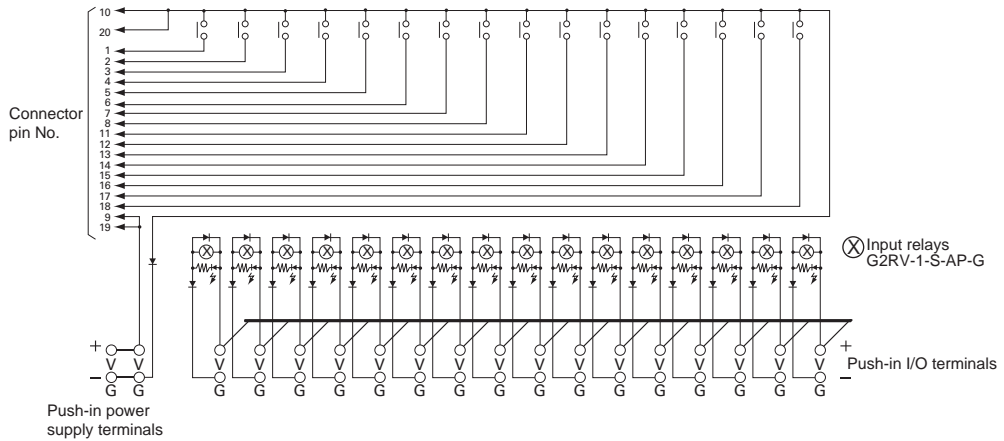 10
20
1
2
3
4
5
6
7
8
11
12
13
14
15
16
17
18
9
19
Connector
pin No.
X Input relays
G2RV-1-S-AP-G
+ +
V V V V V V V V V V V V V V V V V V
Push-in I/O terminals
− −
G G G G G G G G G G G G G G G G G G
Push-in power
supply terminals